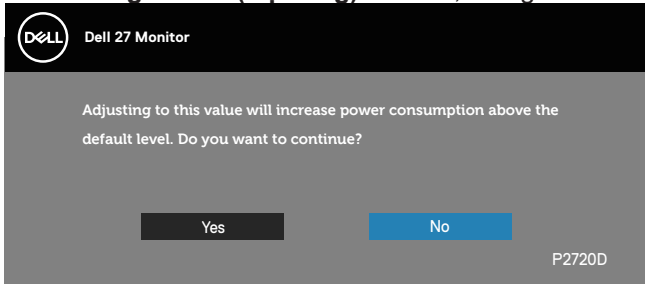 DELL
Dell 27 Monitor
Adjusting to this value will increase power consumption above the
default level. Do you want to continue?
Yes No
P2720D